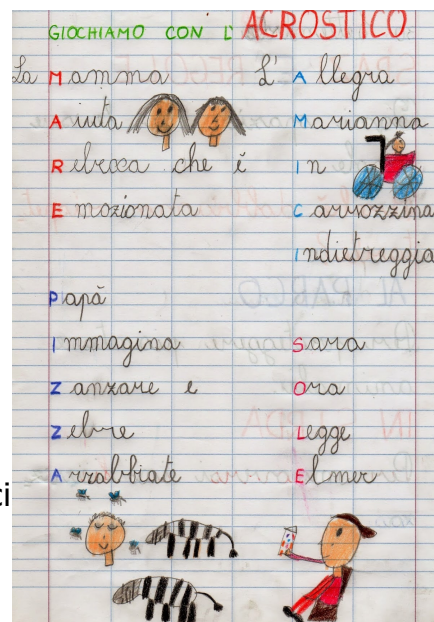 GIOCHIAMO CON L' ACROSTICO
La Mamma
Aiuta
Rebecca che è
Emozionata
L' Allegra
Marianna
In
Carrozzina
Indietreggia
Papà
Immagina
Zanzare e
Zebre
Arrabbiate
Sara
Ora
Legge
Elmer
ci